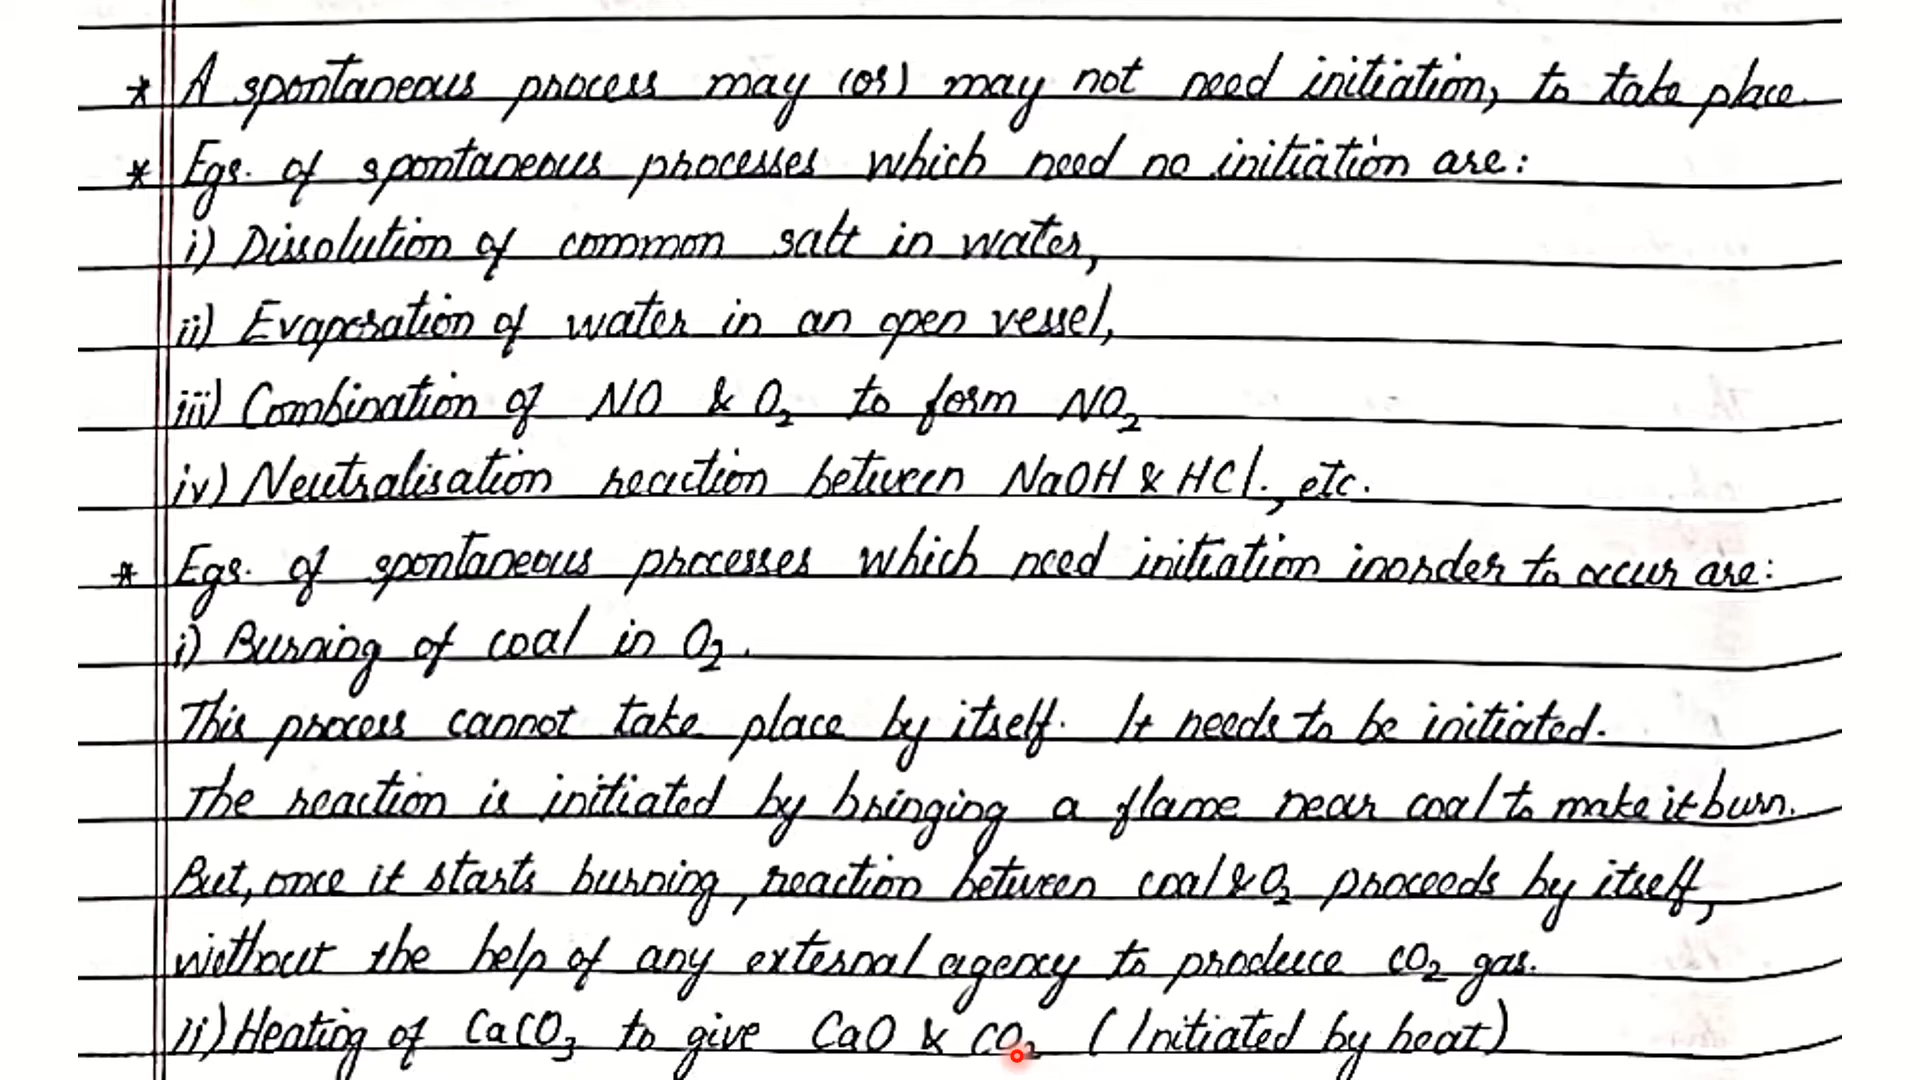 * A spontaneous process may (or) may not need initiation, to take place.
* Egs. of spontaneous processes which need no initiation are:
i) Dissolution of common salt in water,
ii) Evaporation of water in an open vessel,
iii) Combination of NO & O₂ to form NO₂
iv) Neutralisation reaction between NaOH & HCl., etc.
* Egs. of spontaneous processes which need initiation inorder to occur are:
i) Burning of coal in O₂.
This process cannot take place by itself. It needs to be initiated.
The reaction is initiated by bringing a flame near coal to make it burn.
But, once it starts burning, reaction between coal & O₂ proceeds by itself,
without the help of any external agency to produce CO₂ gas.
ii) Heating of CaCO₃ to give CaO & CO₂ (Initiated by heat)